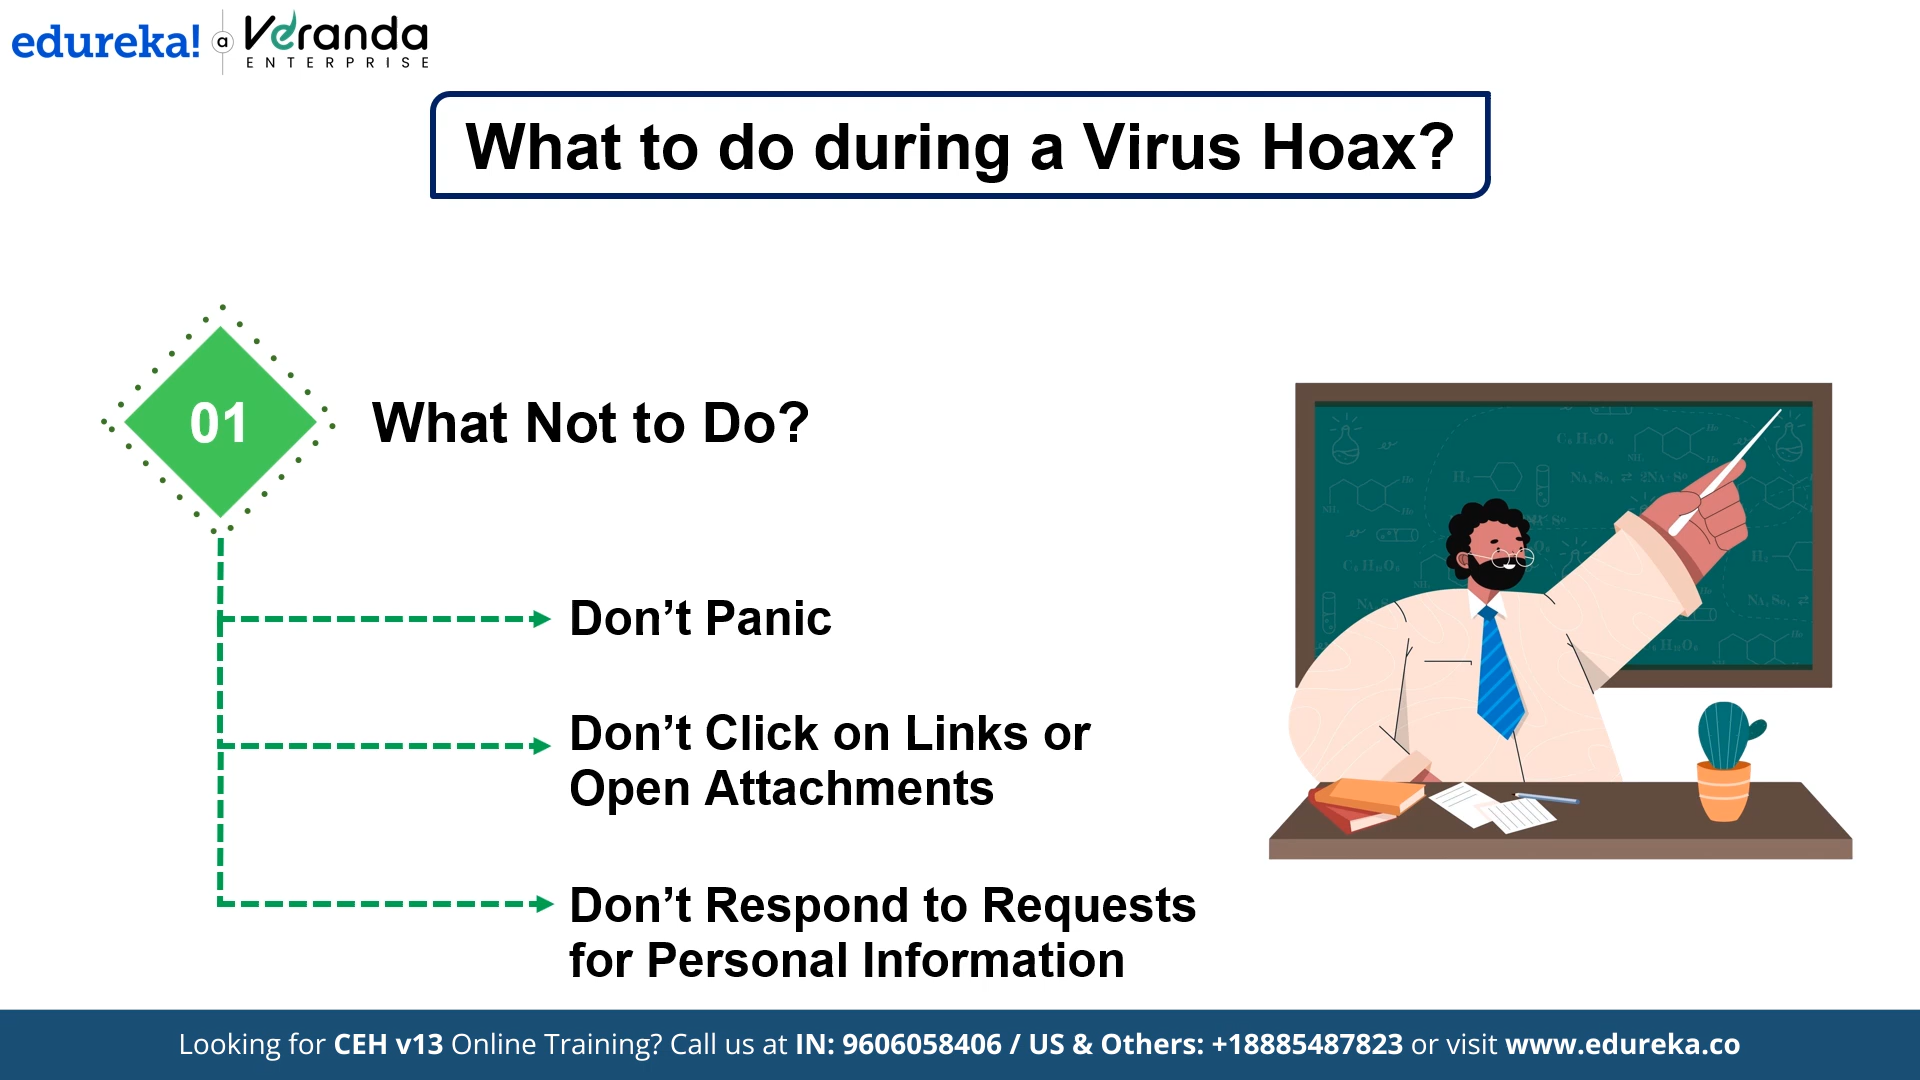 edureka! a Veranda
ENTERPRISE
What to do during a Virus Hoax?
01
What Not to Do?
Don’t Panic
Don’t Click on Links or
Open Attachments
Don’t Respond to Requests
for Personal Information
Looking for CEH v13 Online Training? Call us at IN: 9606058406 / US & Others: +18885487823 or visit www.edureka.co